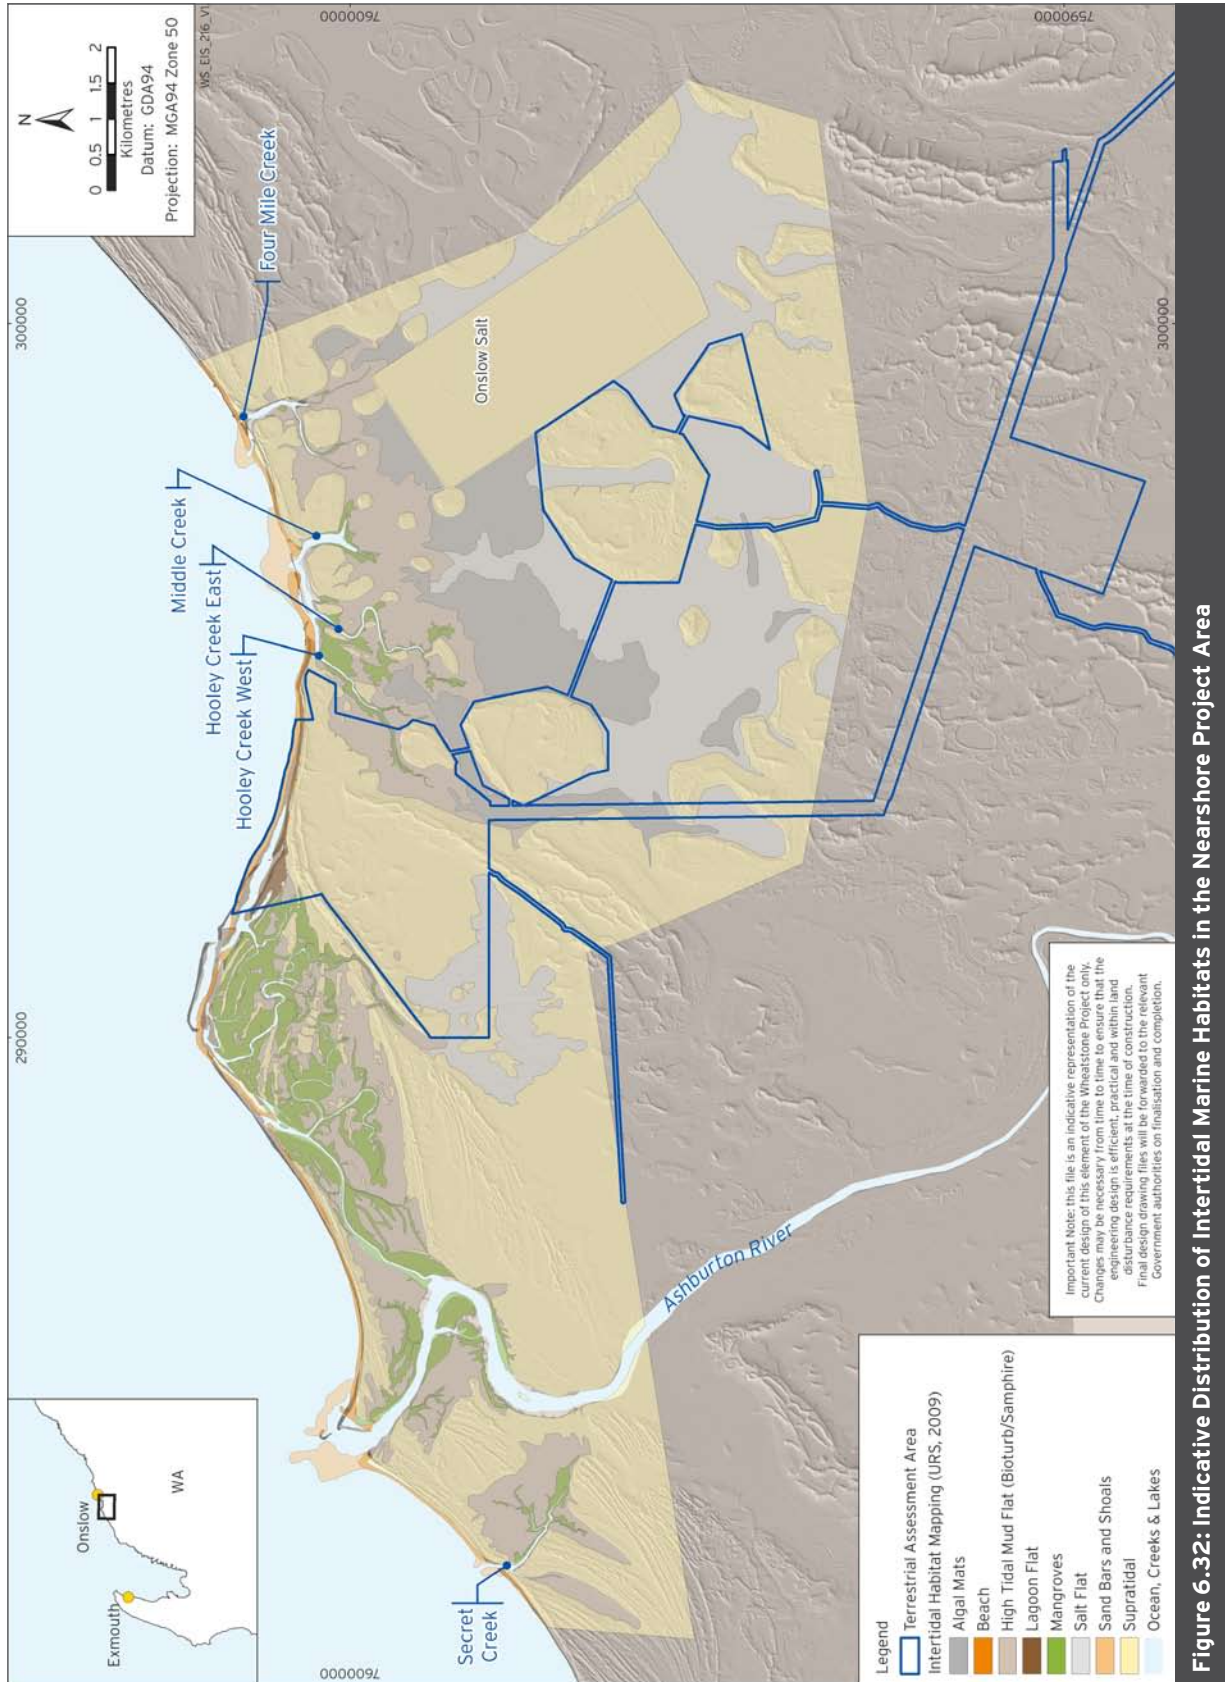 290000
300000
N
0 0.5 1 1.5 2
Kilometres
Datum: GDA94
Projection: MGA94 Zone 50
WS_EIS_216_V1
Exmouth
Onslow
WA
7600000
7600000
7590000
Four Mile Creek
Middle Creek
Hooley Creek East
Hooley Creek West
Secret
Creek
Onslow Salt
Ashburton River
300000
Legend
Terrestrial Assessment Area
Intertidal Habitat Mapping (URS, 2009)
Algal Mats
Beach
High Tidal Mud Flat (Bioturb/Samphire)
Lagoon Flat
Mangroves
Salt Flat
Sand Bars and Shoals
Supratidal
Ocean, Creeks & Lakes
Important Note: this file is an indicative representation of the
current design of this element of the Wheatstone Project only.
Changes may be necessary from time to time to ensure that the
engineering design is efficient, practical and within land
disturbance requirements at the time of construction.
Final design drawing files will be forwarded to the relevant
Government authorities on finalisation and completion.
Figure 6.32: Indicative Distribution of Intertidal Marine Habitats in the Nearshore Project Area